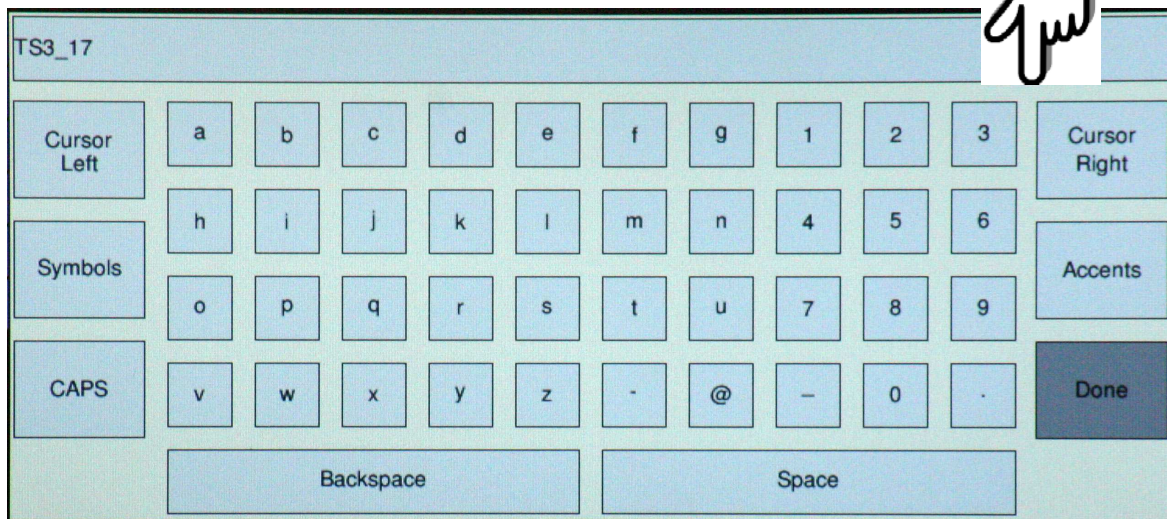 TS3_17
Cursor Left
a b c d e f g 1 2 3
Cursor Right
h i j k l m n 4 5 6
Symbols
Accents
o p q r s t u 7 8 9
CAPS
v w x y z - @ _ 0 .
Done
Backspace Space